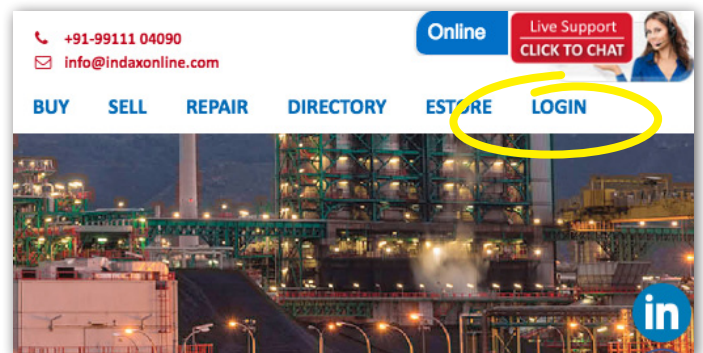 +91-99111 04090
info@indaxonline.com
Online
Live Support
CLICK TO CHAT
BUY SELL REPAIR DIRECTORY ESTORE LOGIN
in